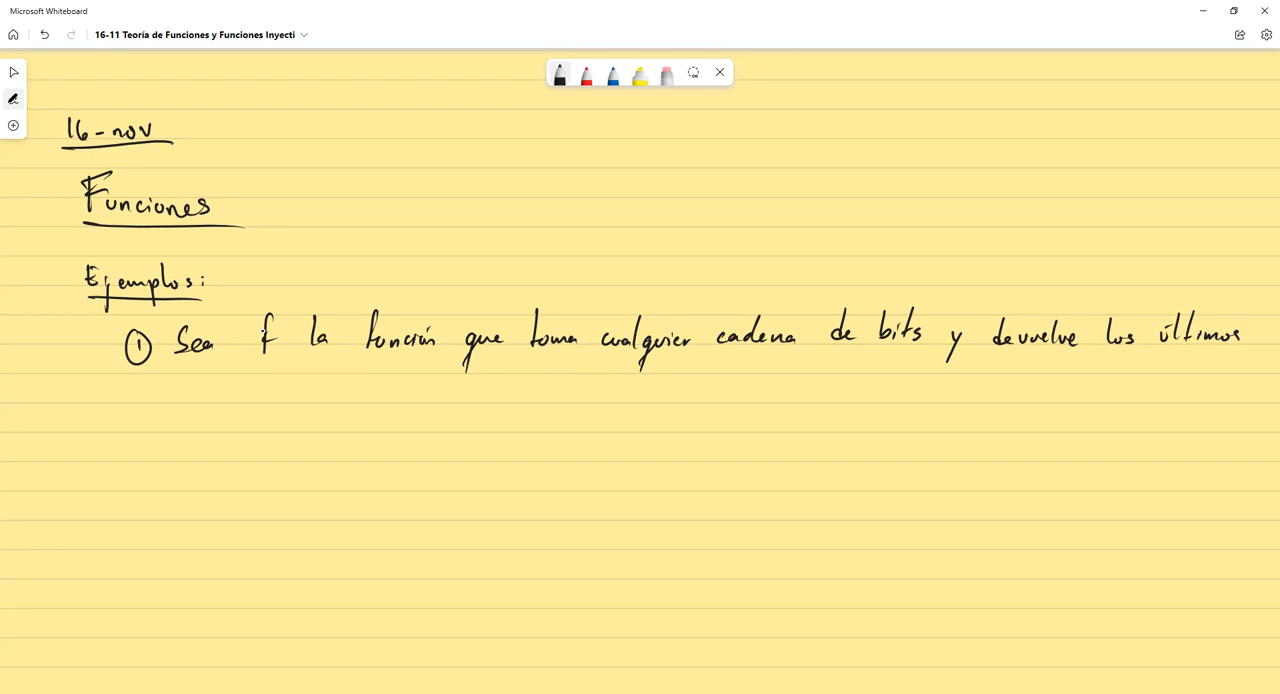 Microsoft Whiteboard
16-11 Teoría de Funciones y Funciones Inyecti
16-nov
Funciones
Ejemplos:
① Sea f la función que toma cualquier cadena de bits y devuelve los últimos